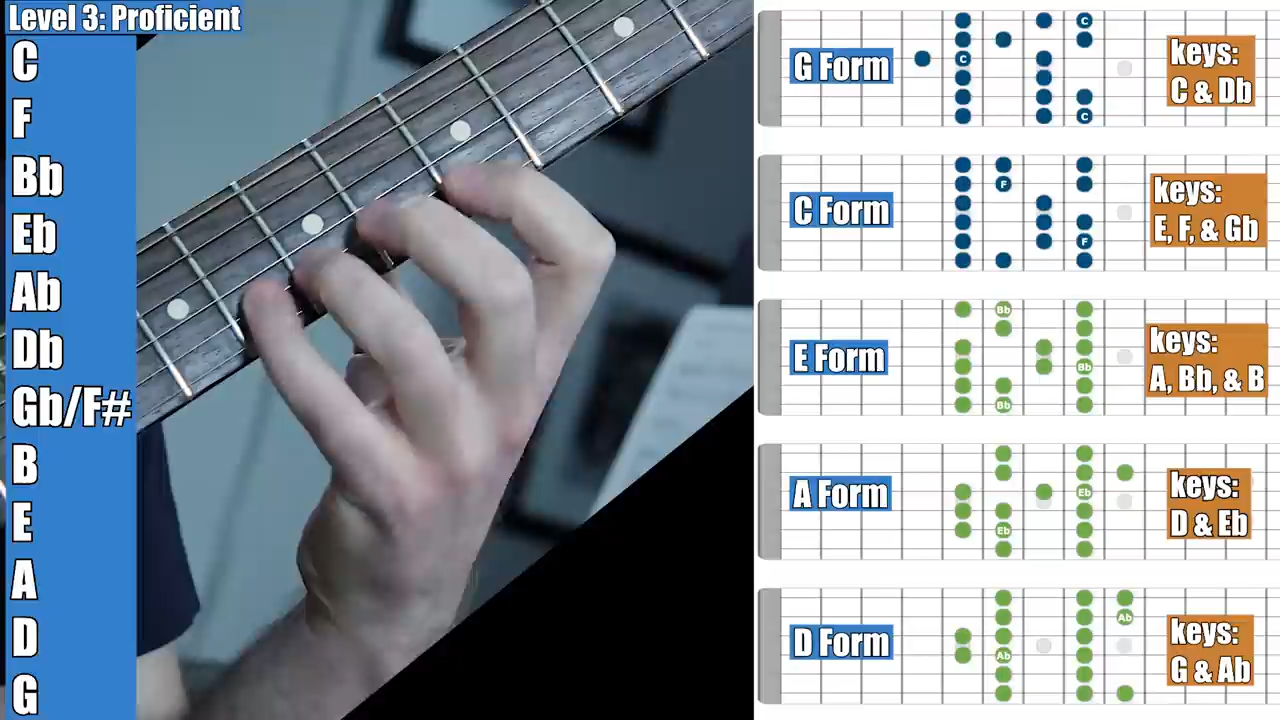 Level 3: Proficient
C
F
Bb
Eb
Ab
Db
Gb/F#
B
E
A
D
G
G Form
C
C
C
keys:
C & Db
C Form
F
F
keys:
E, F, & Gb
E Form
Bb
Bb
Bb
keys:
A, Bb, & B
A Form
Eb
Eb
keys:
D & Eb
D Form
Ab
Ab
keys:
G & Ab